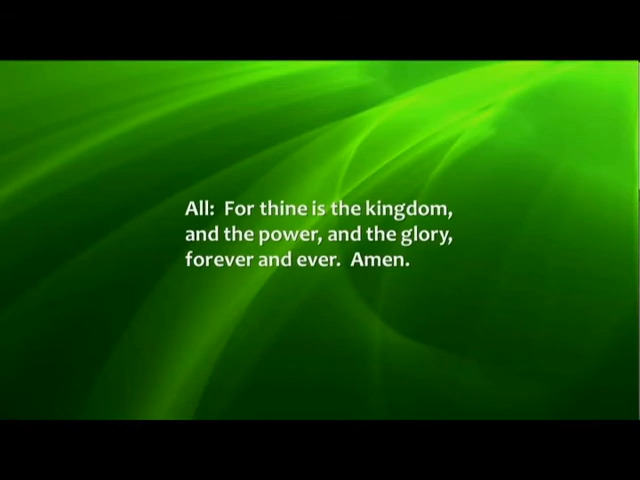 All:  For thine is the kingdom,
and the power, and the glory,
forever and ever.  Amen.